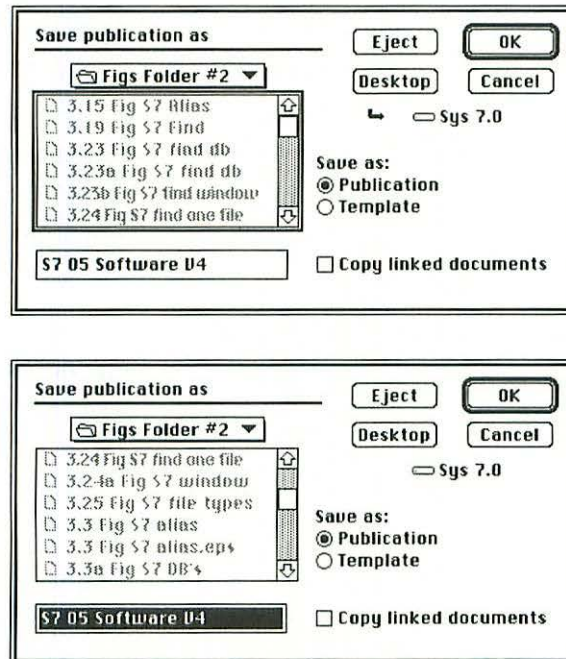 Save publication as
Eject
OK
Figs Folder #2
Desktop
Cancel
3.15 Fig S7 Alias
3.19 Fig S7 Find
3.23 Fig S7 find db
3.23a Fig S7 find db
3.23b Fig S7 find window
3.24 Fig S7 find one file
Sys 7.0
Save as:
Publication
Template
S7 05 Software V4
Copy linked documents
Save publication as
Eject
OK
Figs Folder #2
Desktop
Cancel
3.24 Fig S7 find one file
3.24a Fig S7 window
3.25 Fig S7 file types
3.3 Fig S7 alias
3.3 Fig S7 alias.eps
3.3a Fig S7 DB's
Sys 7.0
Save as:
Publication
Template
S7 05 Software V4
Copy linked documents